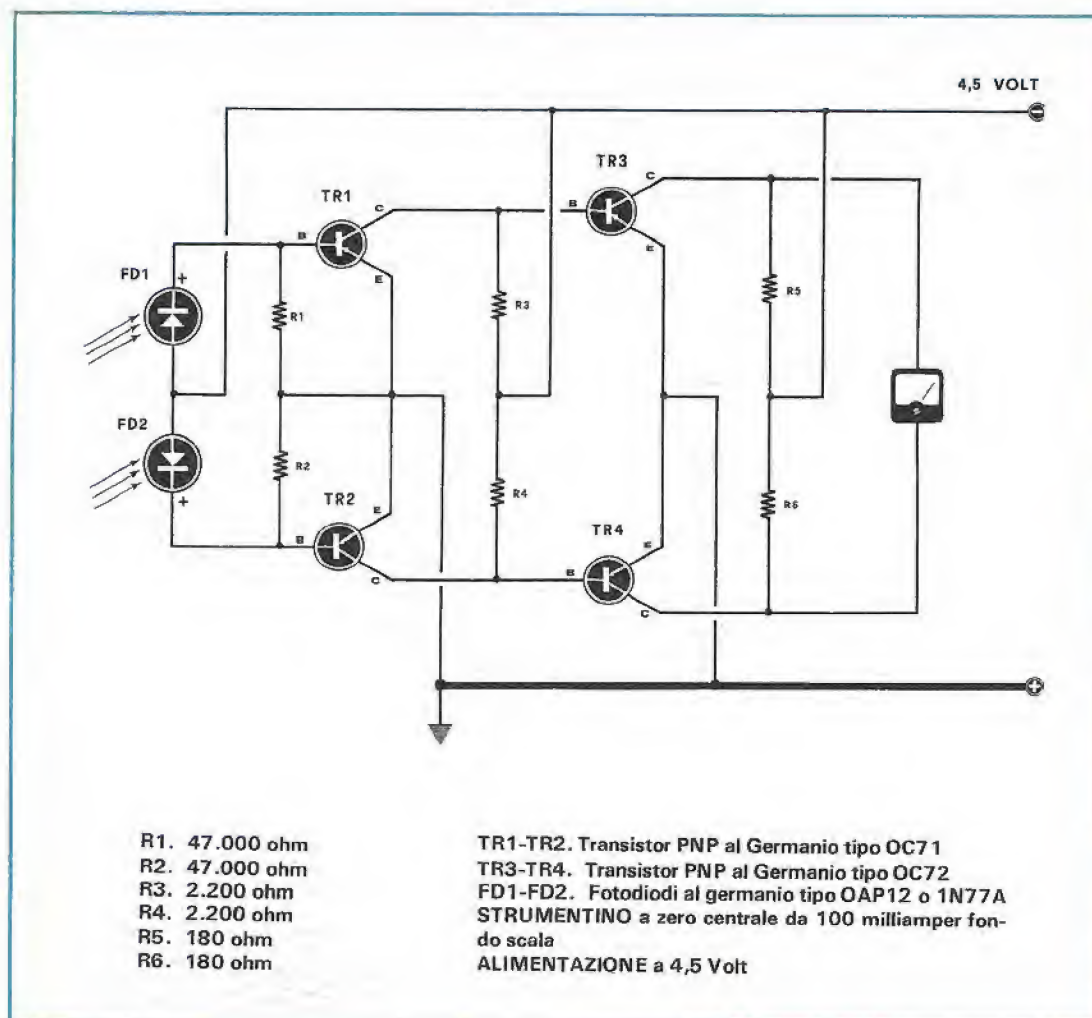 4,5 VOLT
TR3
C
TR1
C
B
E
B
E
FD1
+
R1
R3
R5
FD2
+
R2
R4
R6
TR2
E
B
C
TR4
E
B
C
R1. 47.000 ohm
R2. 47.000 ohm
R3. 2.200 ohm
R4. 2.200 ohm
R5. 180 ohm
R6. 180 ohm
TR1-TR2. Transistor PNP al Germanio tipo OC71
TR3-TR4. Transistor PNP al Germanio tipo OC72
FD1-FD2. Fotodiodi al germanio tipo OAP12 o 1N77A
STRUMENTINO a zero centrale da 100 milliamper fon-
do scala
ALIMENTAZIONE a 4,5 Volt